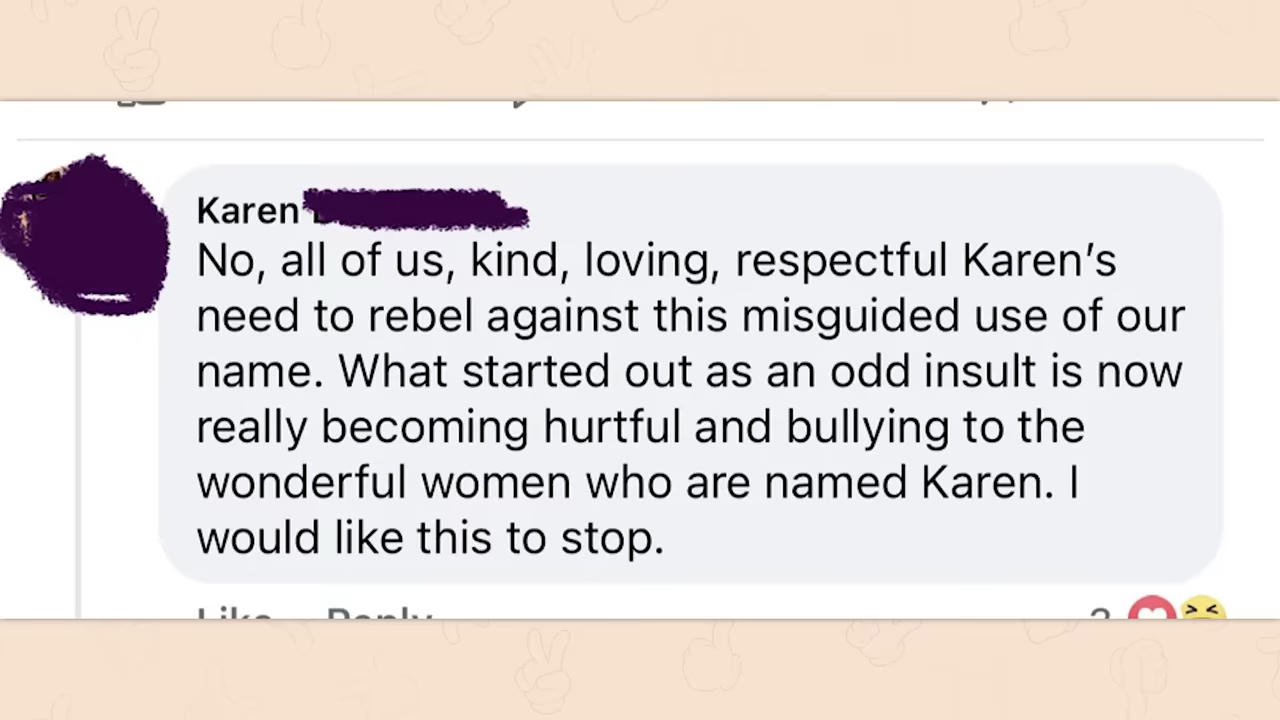 Karen
No, all of us, kind, loving, respectful Karen's
need to rebel against this misguided use of our
name. What started out as an odd insult is now
really becoming hurtful and bullying to the
wonderful women who are named Karen. I
would like this to stop.
Like Reply